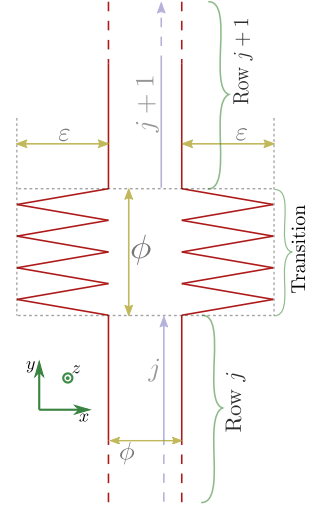 Row j + 1
j + 1
ε
ε
ϕ
Transition
y
z
x
j
Row j
ϕ